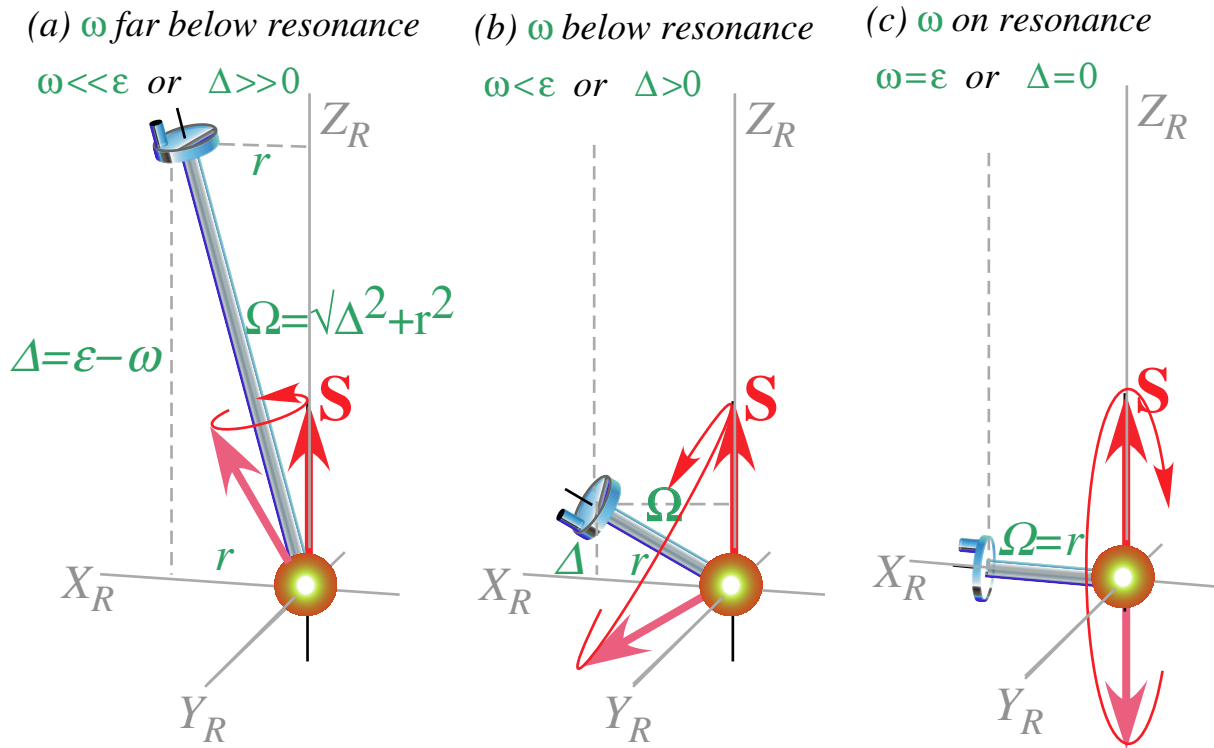 (a) ω far below resonance
ω<<ε or Δ>>0
Z_R
r
Ω=√Δ²+r²
Δ=ε−ω
S
r
X_R
Y_R
(b) ω below resonance
ω<ε or Δ>0
Z_R
S
Ω
Δ
r
X_R
Y_R
(c) ω on resonance
ω=ε or Δ=0
Z_R
S
Ω=r
X_R
Y_R